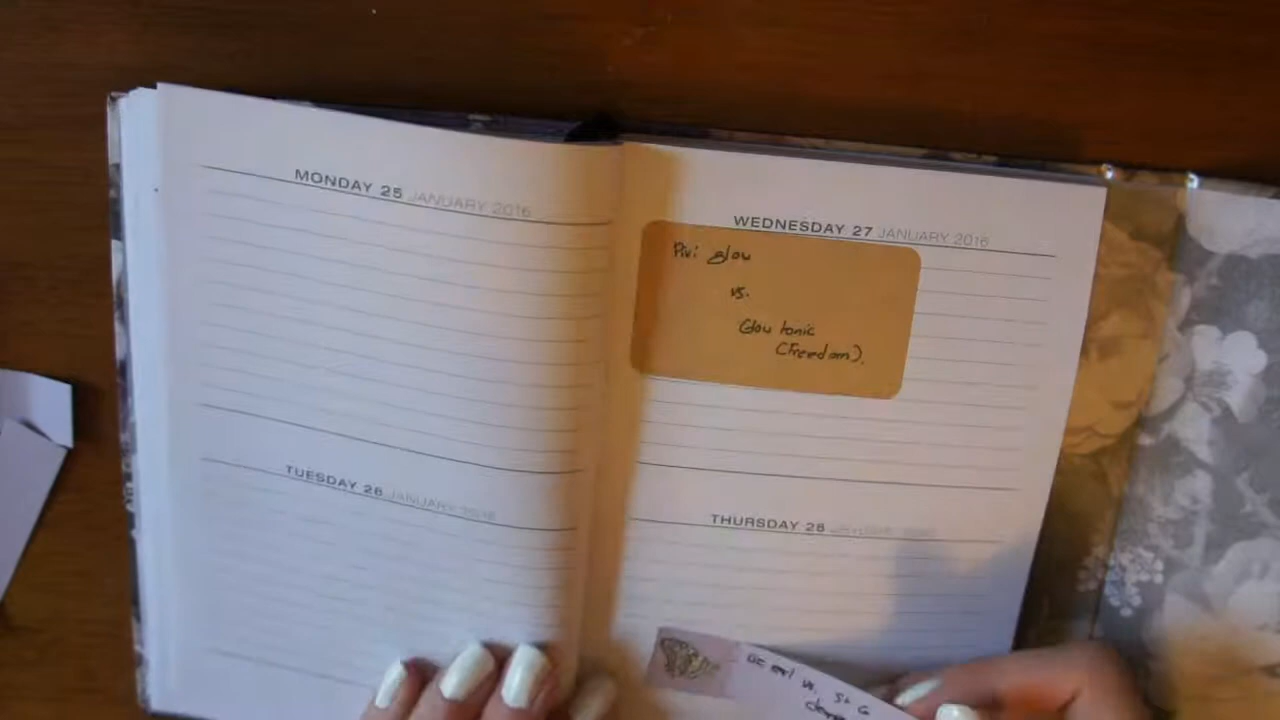 MONDAY 25 JANUARY 2016
TUESDAY 26 JANUARY 2016
WEDNESDAY 27 JANUARY 2016
Pixi glow
vs.
Glow tonic
(Freedom).
THURSDAY 28
vs.